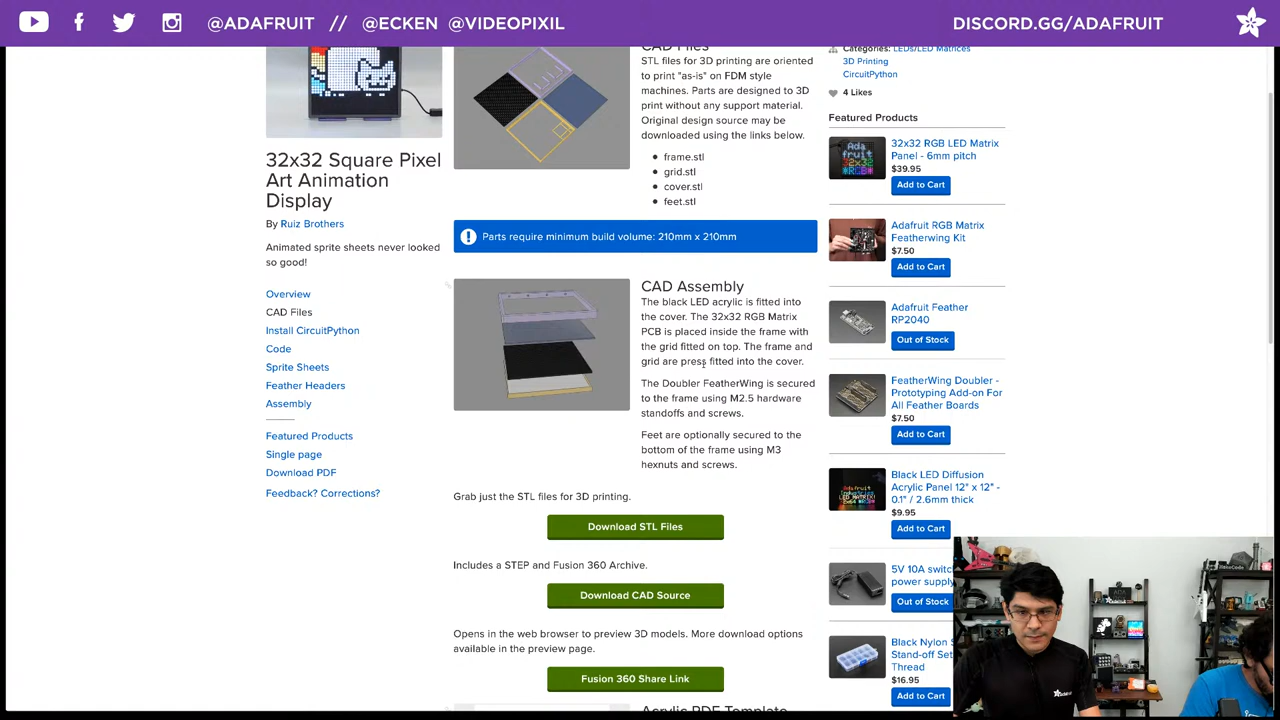 @ADAFRUIT // @ECKEN @VIDEOPIXIL
DISCORD.GG/ADAFRUIT
32x32 Square Pixel
Art Animation
Display
By Ruiz Brothers
Animated sprite sheets never looked
so good!
Overview
CAD Files
Install CircuitPython
Code
Sprite Sheets
Feather Headers
Assembly
Featured Products
Single page
Download PDF
Feedback? Corrections?
CAD Files
STL files for 3D printing are oriented
to print "as-is" on FDM style
machines. Parts are designed to 3D
print without any support material.
Original design source may be
downloaded using the links below.
frame.stl
grid.stl
cover.stl
feet.stl
Parts require minimum build volume: 210mm x 210mm
CAD Assembly
The black LED acrylic is fitted into
the cover. The 32x32 RGB Matrix
PCB is placed inside the frame with
the grid fitted on top. The frame and
grid are press fitted into the cover.
The Doubler FeatherWing is secured
to the frame using M2.5 hardware
standoffs and screws.
Feet are optionally secured to the
bottom of the frame using M3
hexnuts and screws.
Grab just the STL files for 3D printing.
Download STL Files
Includes a STEP and Fusion 360 Archive.
Download CAD Source
Opens in the web browser to preview 3D models. More download options
available in the preview page.
Fusion 360 Share Link
Acrylic PDF Template
Categories: LEDs/LED Matrices
3D Printing
CircuitPython
4 Likes
Featured Products
32x32 RGB LED Matrix
Panel - 6mm pitch
$39.95
Add to Cart
Adafruit RGB Matrix
Featherwing Kit
$7.50
Add to Cart
Adafruit Feather
RP2040
Out of Stock
FeatherWing Doubler -
Prototyping Add-on For
All Feather Boards
$7.50
Add to Cart
Black LED Diffusion
Acrylic Panel 12" x 12" -
0.1" / 2.6mm thick
$9.95
Add to Cart
5V 10A switc
power supply
Out of Stock
Black Nylon
Stand-off Set
Thread
$16.95
Add to Cart